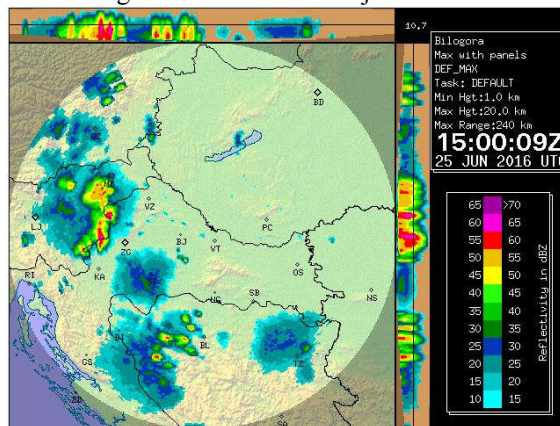 10.7
Bilogora
Max with panels
DEF_MAX
Task: DEFAULT
Min Hgt:1.0 km
Max Hgt:20.0 km
Max Range:240 km
15:00:09Z
25 JUN 2016 UTC
BD
VZ
LJ
ZG
BJ
VT
PC
RI
KA
OS
NG
SB
NS
BI
BL
GS
TZ
ZD
SA
65 >70
60 65
55 60
50 55
45 50
40 45
35 40
30 35
25 30
20 25
15 20
10 15
Reflectivity in dBZ